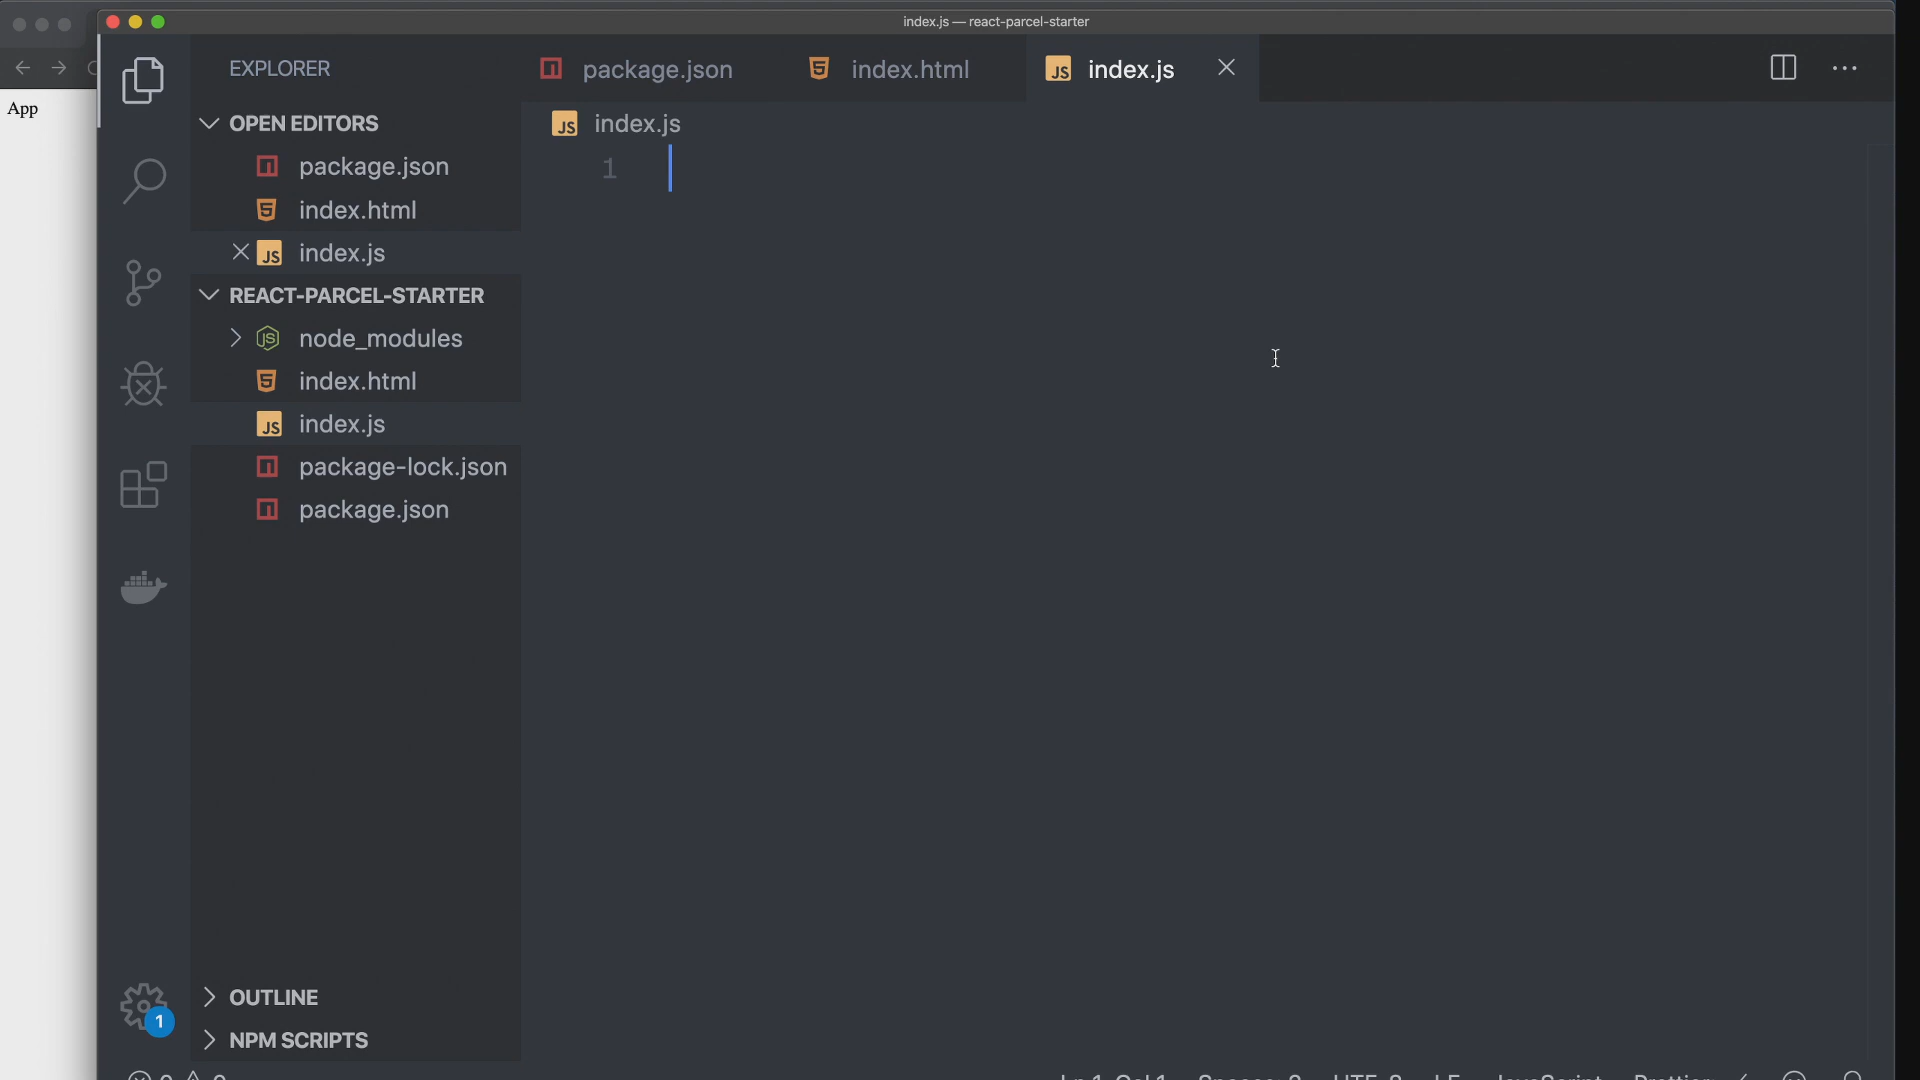 index.js — react-parcel-starter
App
EXPLORER
OPEN EDITORS
package.json
index.html
index.js
REACT-PARCEL-STARTER
node_modules
index.html
index.js
package-lock.json
package.json
OUTLINE
NPM SCRIPTS
1
package.json
index.html
index.js
index.js
1